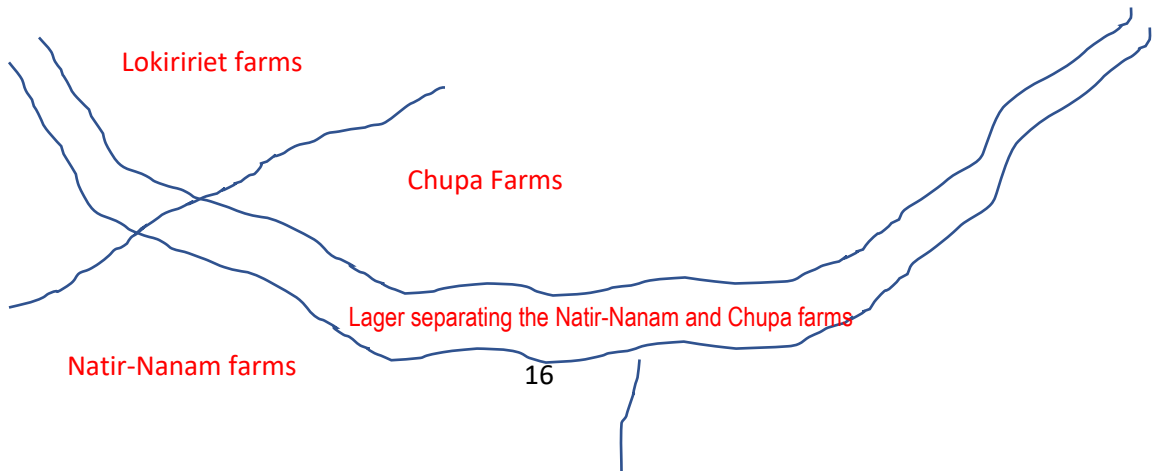 Lokiririet farms
Chupa Farms
Lager separating the Natir-Nanam and Chupa farms
Natir-Nanam farms
16